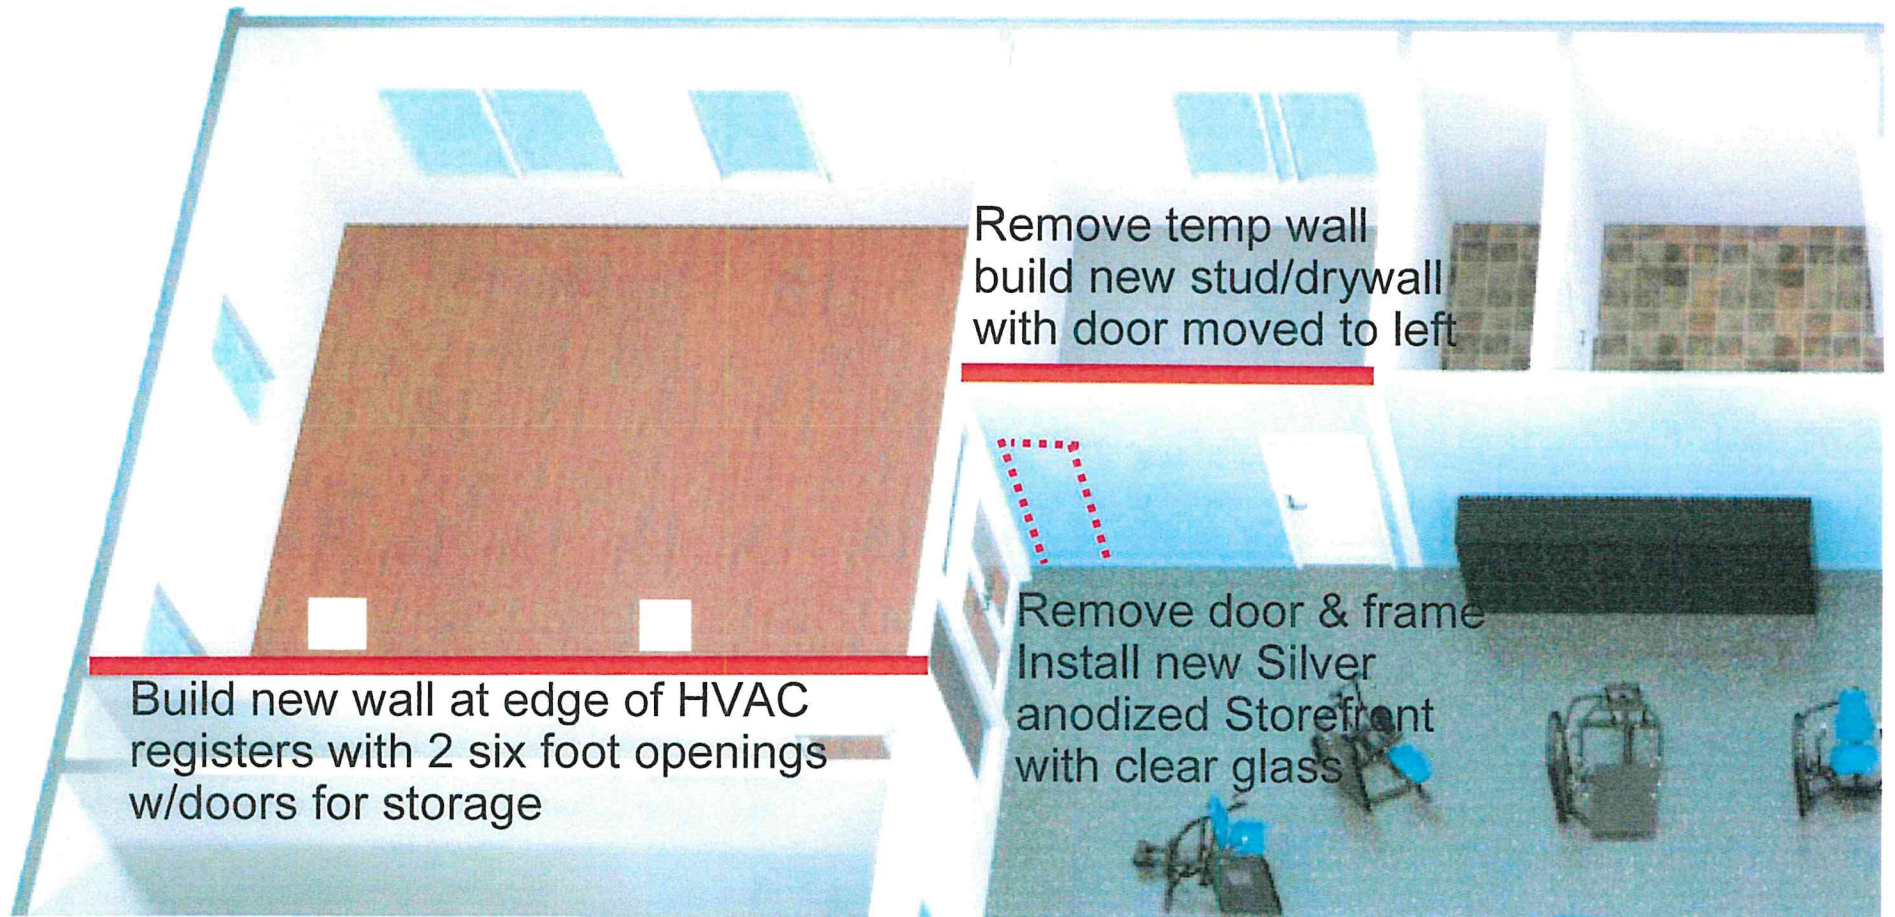 Remove temp wall
build new stud/drywall
with door moved to left
Remove door & frame
Install new Silver
anodized Storefront
with clear glass
Build new wall at edge of HVAC
registers with 2 six foot openings
w/doors for storage